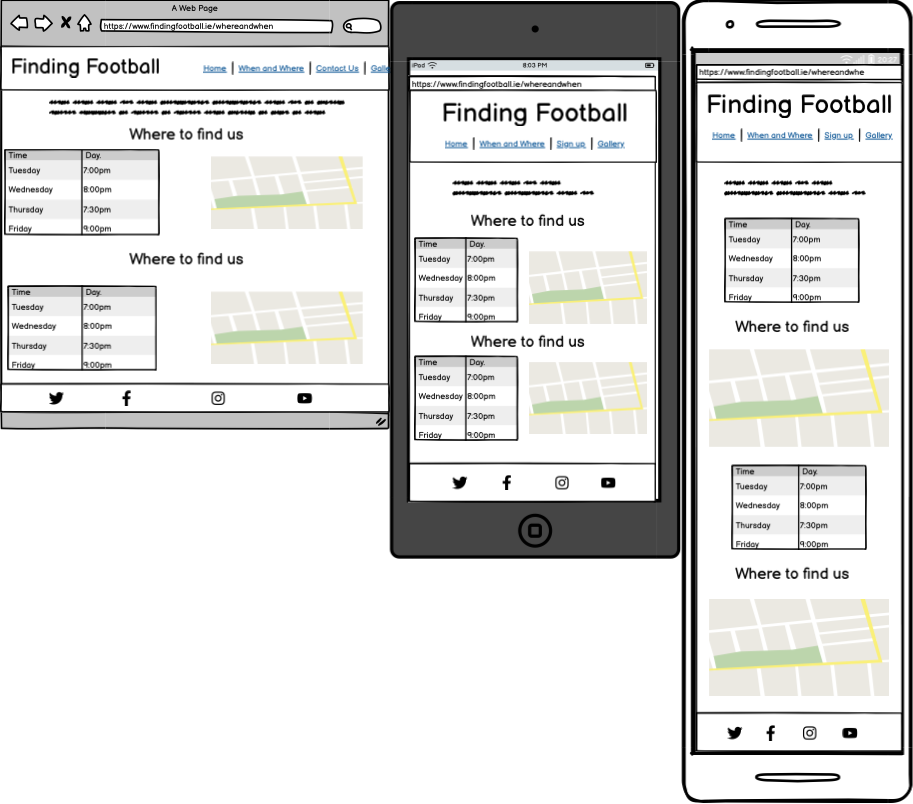 A Web Page
https://www.findingfootball.ie/whereandwhen
Finding Football
Home | When and Where | Contact Us | Galle
Where to find us
Time Day.
Tuesday 7:00pm
Wednesday 8:00pm
Thursday 7:30pm
Friday 9:00pm
Where to find us
Time Day.
Tuesday 7:00pm
Wednesday 8:00pm
Thursday 7:30pm
Friday 9:00pm
iPod 8:03 PM
https://www.findingfootball.ie/whereandwhen
Finding Football
Home | When and Where | Sign up | Gallery
Where to find us
Time Day.
Tuesday 7:00pm
Wednesday 8:00pm
Thursday 7:30pm
Friday 9:00pm
Where to find us
Time Day.
Tuesday 7:00pm
Wednesday 8:00pm
Thursday 7:30pm
Friday 9:00pm
20:27
https://www.findingfootball.ie/whereandwhe
Finding Football
Home | When and Where | Sign up | Gallery
Time Day.
Tuesday 7:00pm
Wednesday 8:00pm
Thursday 7:30pm
Friday 9:00pm
Where to find us
Time Day.
Tuesday 7:00pm
Wednesday 8:00pm
Thursday 7:30pm
Friday 9:00pm
Where to find us